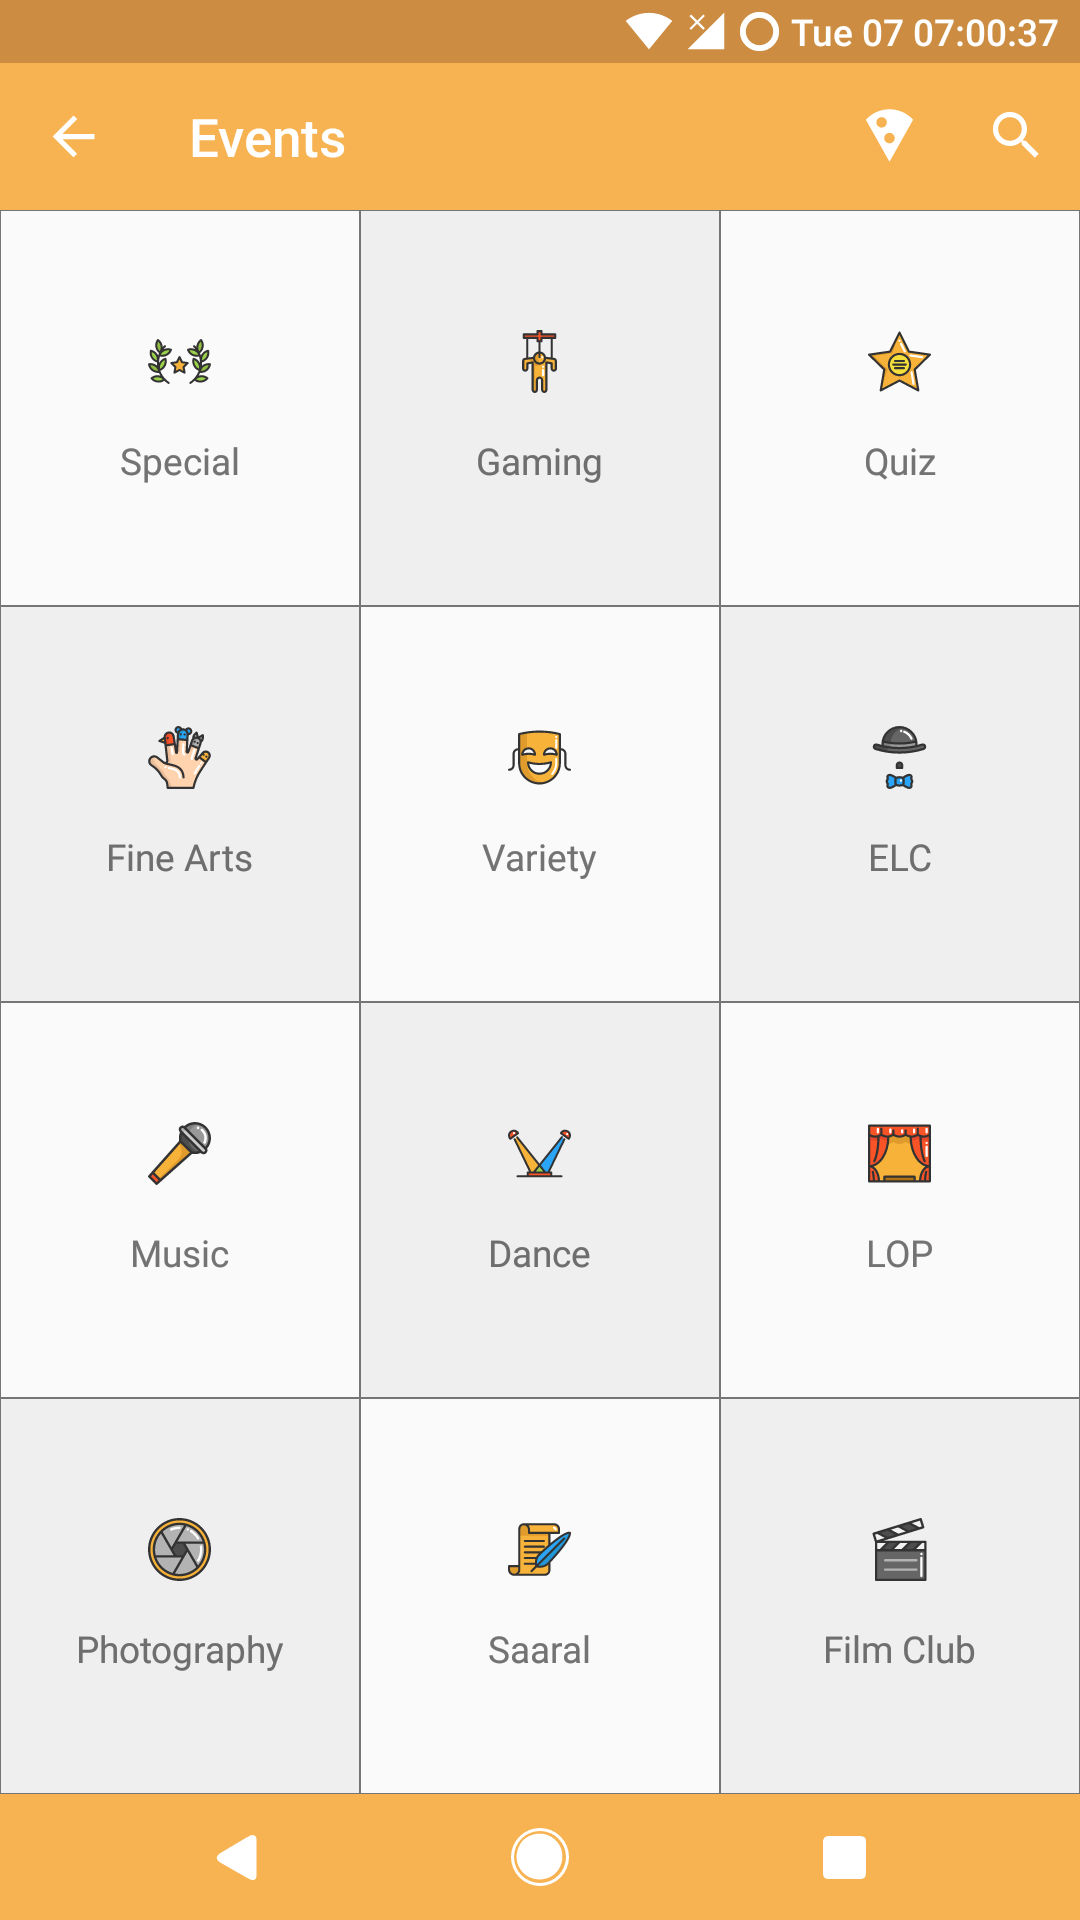 Tue 07 07:00:37
Events
Special
Gaming
Quiz
Fine Arts
Variety
ELC
Music
Dance
LOP
Photography
Saaral
Film Club